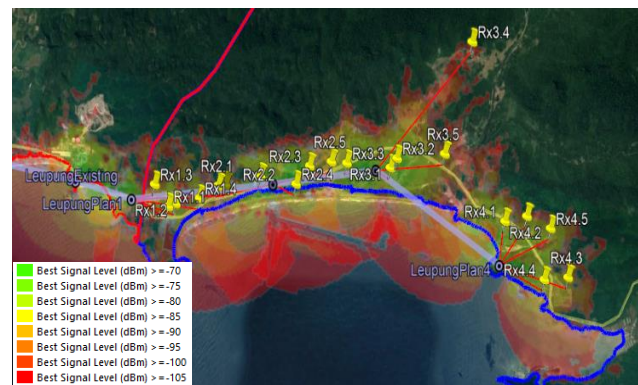 Rx3.4
Rx2.5
Rx3.2
Rx3.5
Rx2.3
Rx3.3
Rx2.1
Rx1.3
Rx2.2
Rx3.1
LeupungExisting
Rx1.4
Rx2.4
Rx1.1
LeupungPlan1
Rx1.2
Rx4.1
Rx4.5
Rx4.2
LeupungPlan4
Rx4.4
Rx4.3
Best Signal Level (dBm) >=-70
Best Signal Level (dBm) >=-75
Best Signal Level (dBm) >=-80
Best Signal Level (dBm) >=-85
Best Signal Level (dBm) >=-90
Best Signal Level (dBm) >=-95
Best Signal Level (dBm) >=-100
Best Signal Level (dBm) >=-105